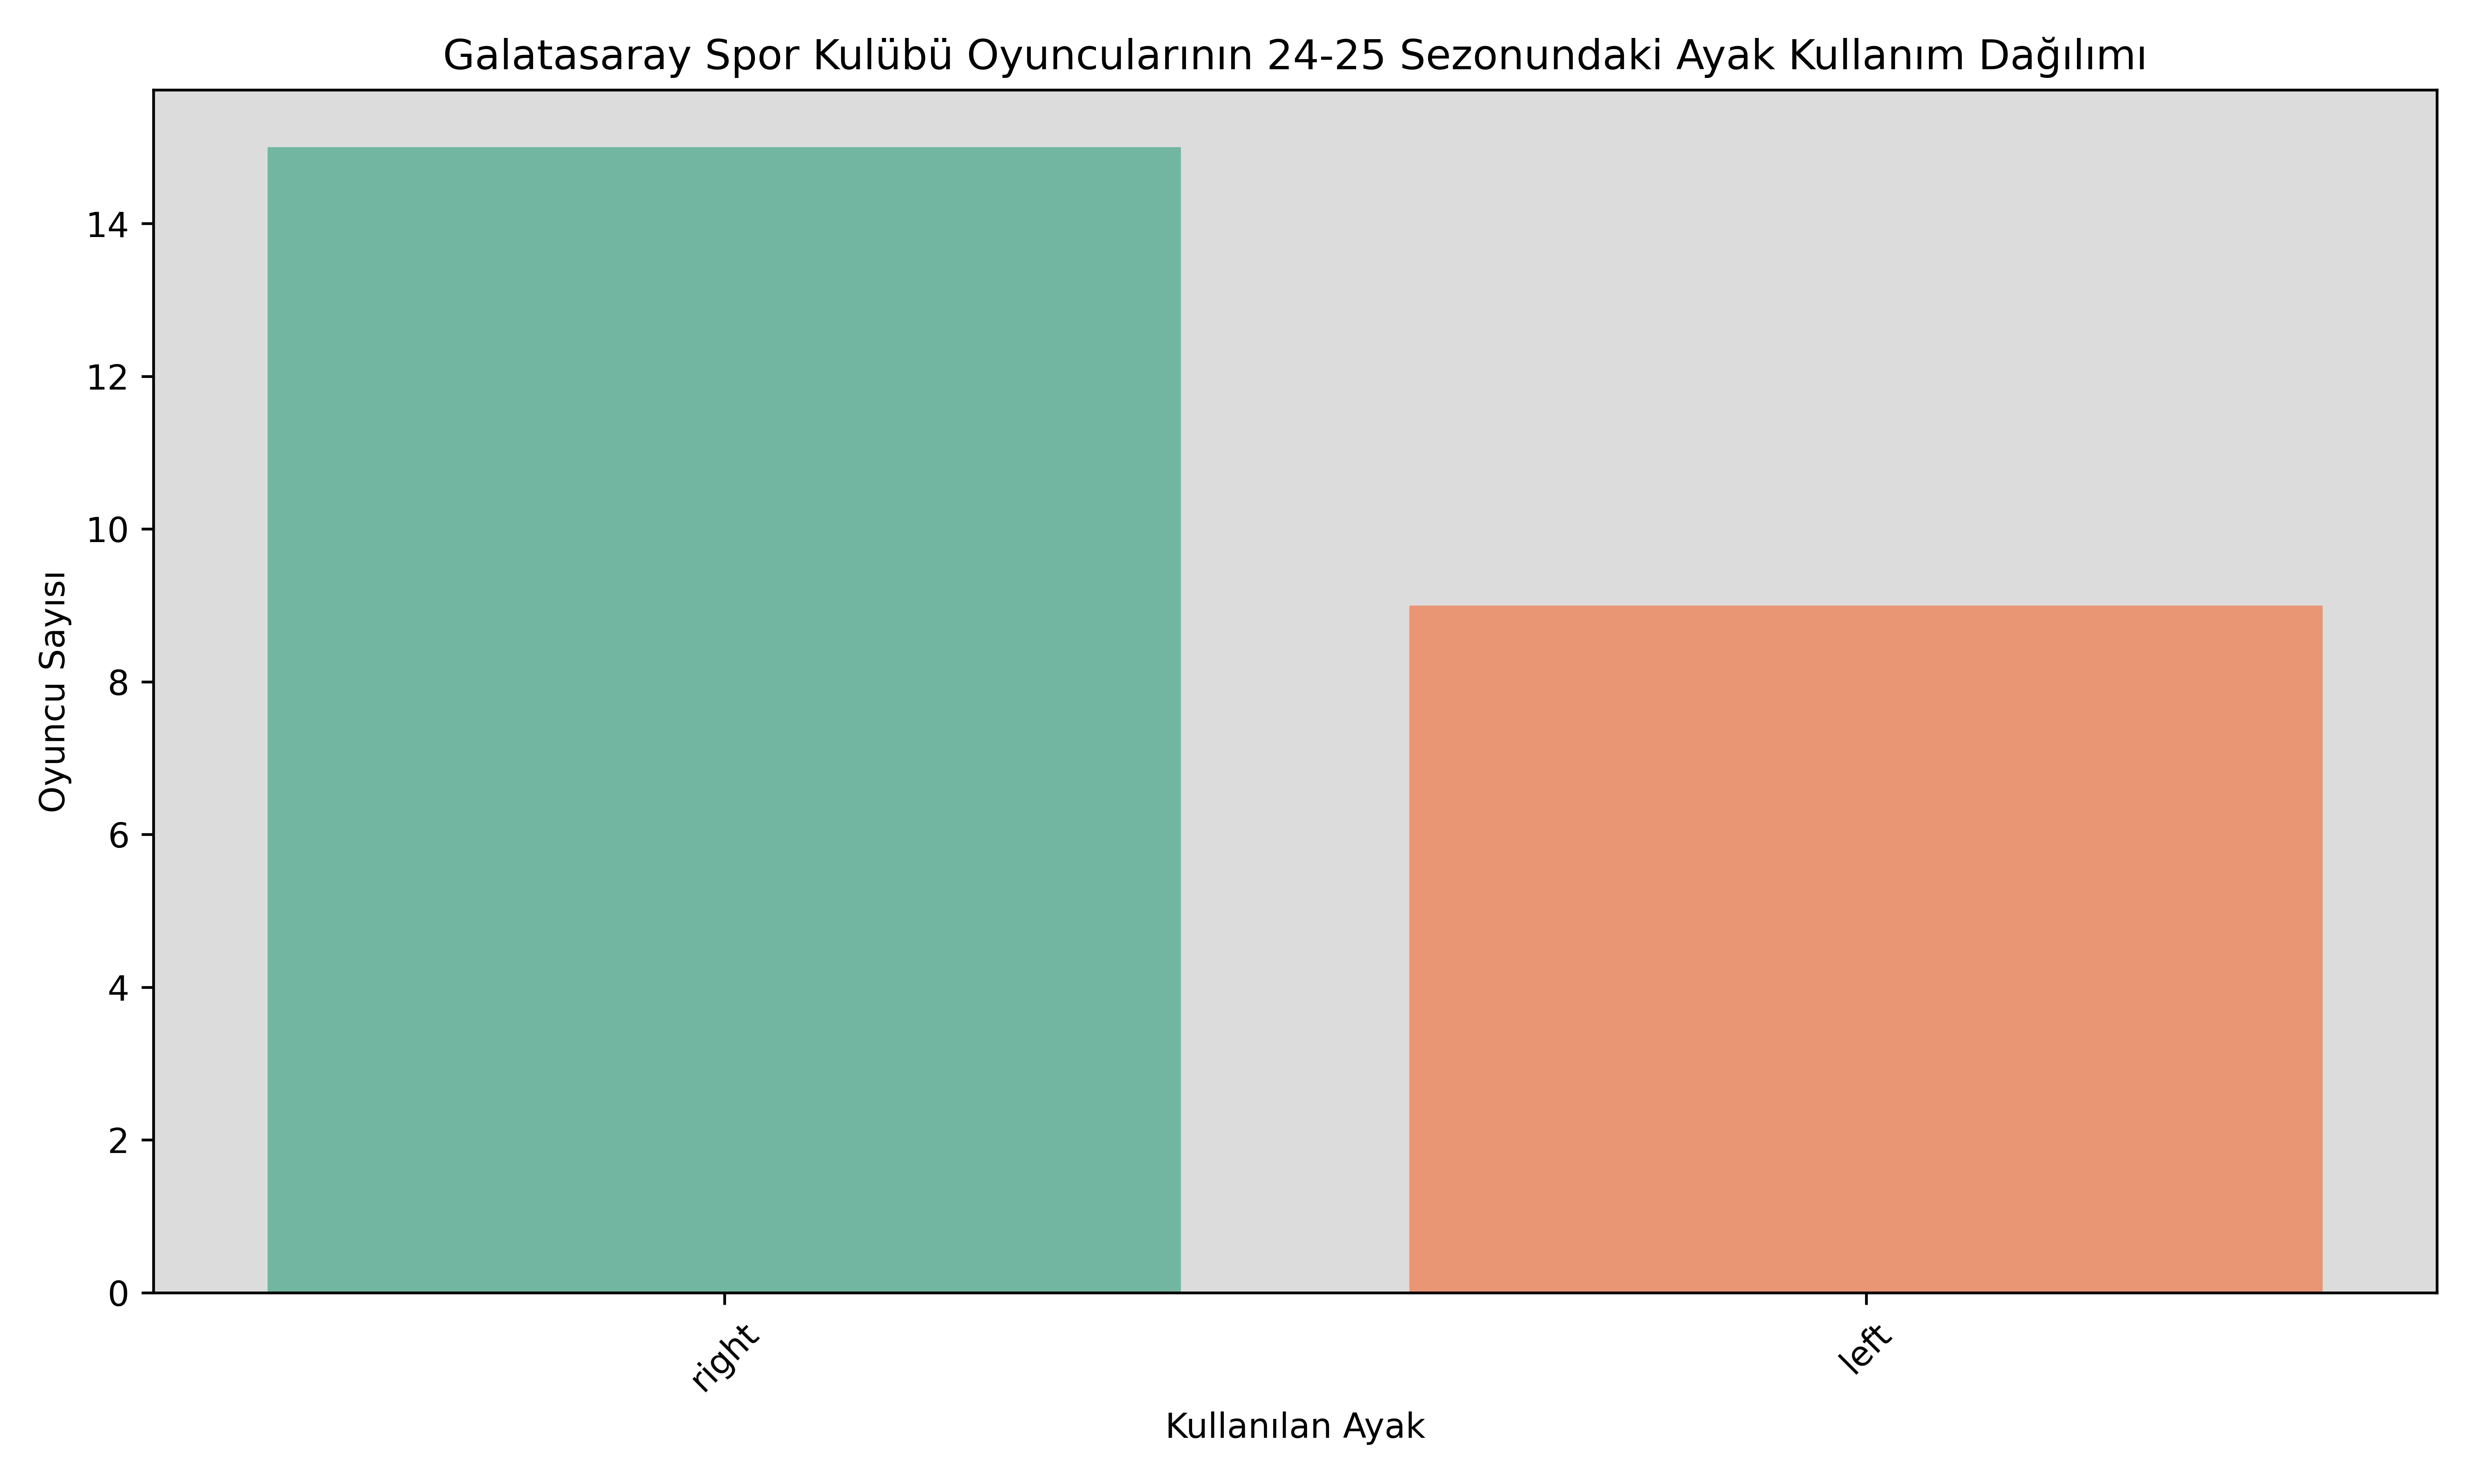 Galatasaray Spor Kulübü Oyuncularının 24-25 Sezonundaki Ayak Kullanım Dağılımı
Oyuncu Sayısı
14
12
10
8
6
4
2
0
right
left
Kullanılan Ayak